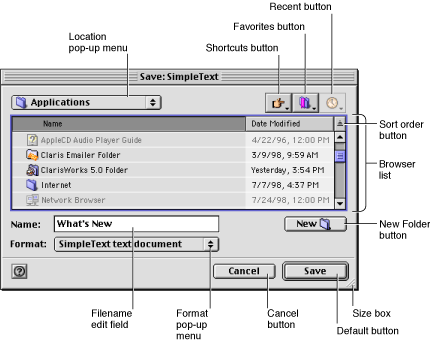 Recent button
Favorites button
Location
pop-up menu
Shortcuts button
Save: SimpleText
Applications
Name Date Modified
AppleCD Audio Player Guide 4/22/96, 12:00 PM
Claris Emailer Folder 3/9/98, 9:59 AM
ClarisWorks 5.0 Folder Yesterday, 3:54 PM
Internet 7/7/98, 4:37 PM
Network Browser 7/24/98, 12:00 PM
Sort order
button
Browser
list
Name: What's New
New
New Folder
button
Format: SimpleText text document
?
Cancel
Save
Filename
edit field
Format
pop-up
menu
Cancel
button
Size box
Default button